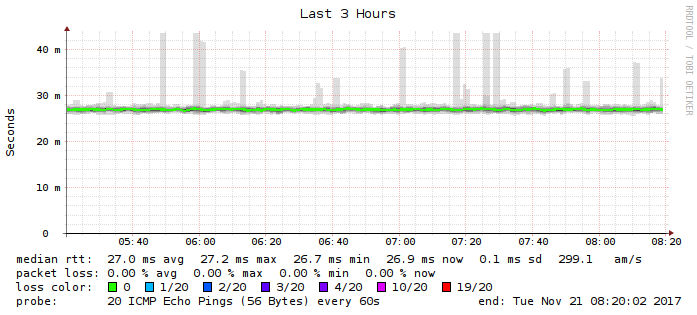 Last 3 Hours
RRDTOOL / TOBI OETIKER
Seconds
40 m
30 m
20 m
10 m
0
05:40 06:00 06:20 06:40 07:00 07:20 07:40 08:00 08:20
median rtt: 27.0 ms avg 27.2 ms max 26.7 ms min 26.9 ms now 0.1 ms sd 299.1 am/s
packet loss: 0.00 % avg 0.00 % max 0.00 % min 0.00 % now
loss color: 0 1/20 2/20 3/20 4/20 10/20 19/20
probe: 20 ICMP Echo Pings (56 Bytes) every 60s end: Tue Nov 21 08:20:02 2017